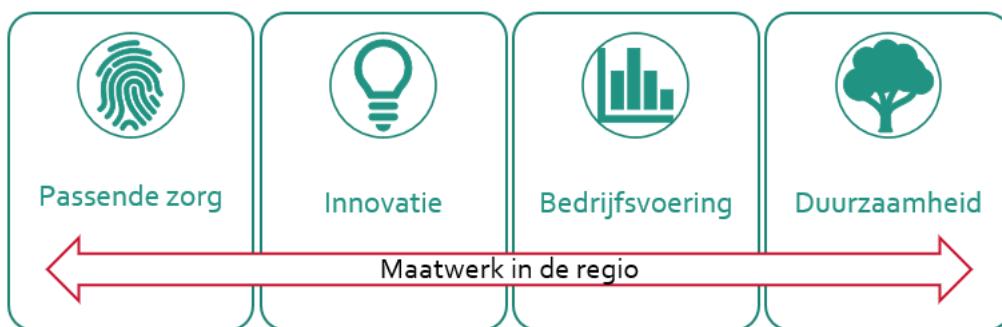 Passende zorg
Innovatie
Bedrijfsvoering
Duurzaamheid
Maatwerk in de regio